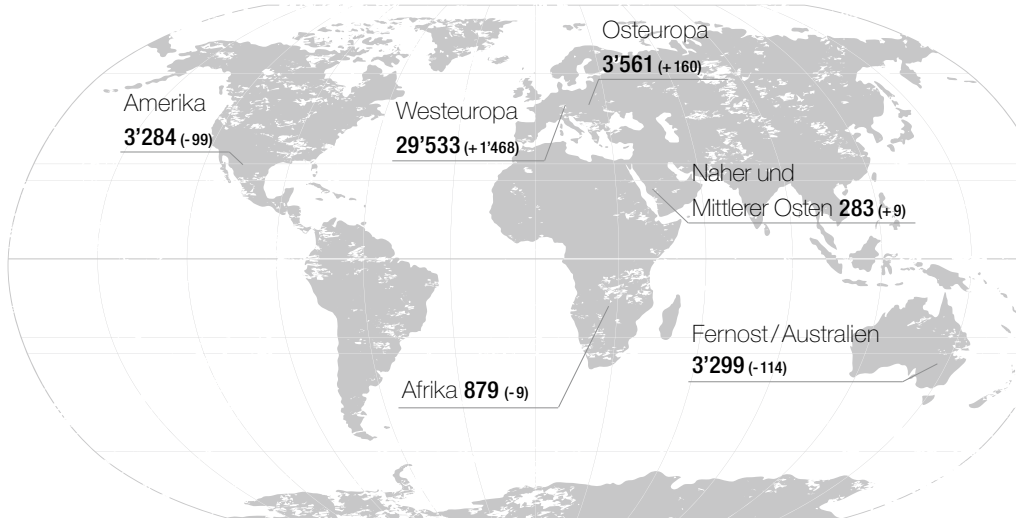 Osteuropa
3’561 (+ 160)
Amerika
3’284 (- 99)
Westeuropa
29’533 (+ 1’468)
Naher und
Mittlerer Osten 283 (+ 9)
Fernost / Australien
3’299 (- 114)
Afrika 879 (- 9)